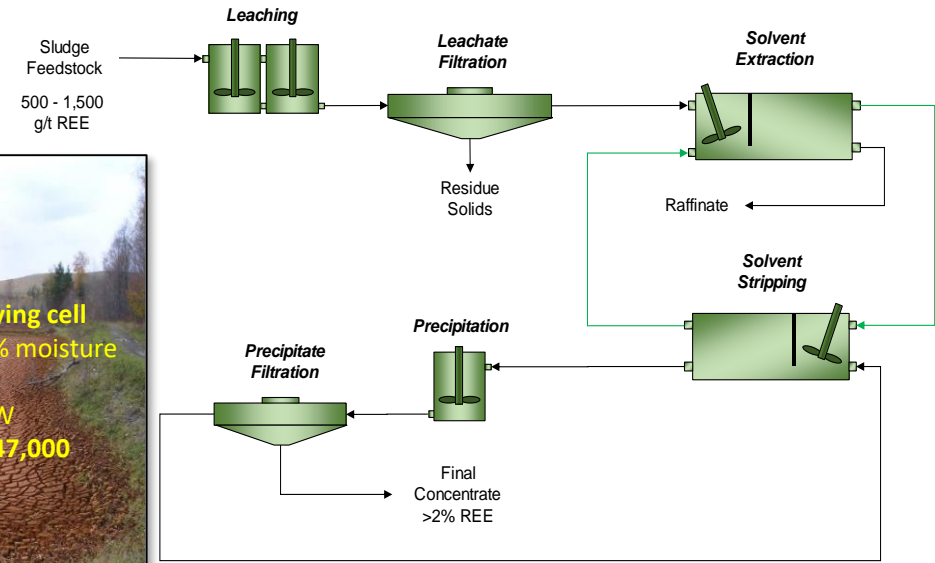 Leaching
Sludge
Feedstock
500 - 1,500
g/t REE
Leachate
Filtration
Solvent
Extraction
Residue
Solids
Raffinate
Solvent
Stripping
Precipitation
Precipitate
Filtration
Final
Concentrate
>2% REE
cell
% moisture
47,000